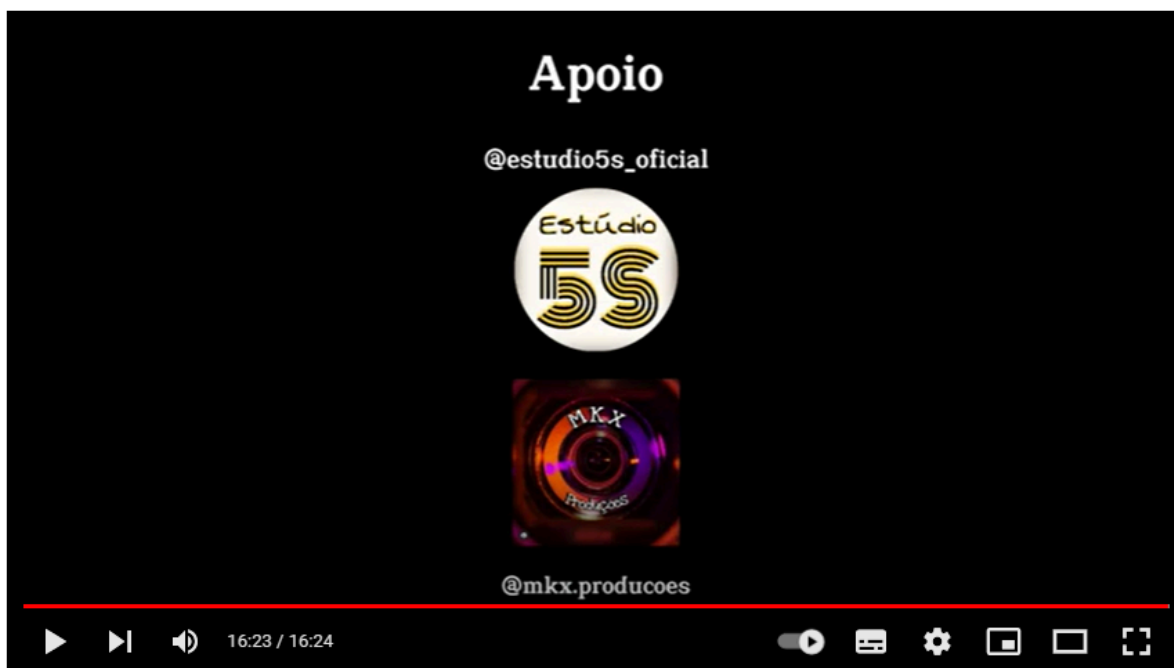 Apoio
@estudio5s_oficial
Estúdio
5S
MKX
Produções
@mkx.producoes
16:23 / 16:24